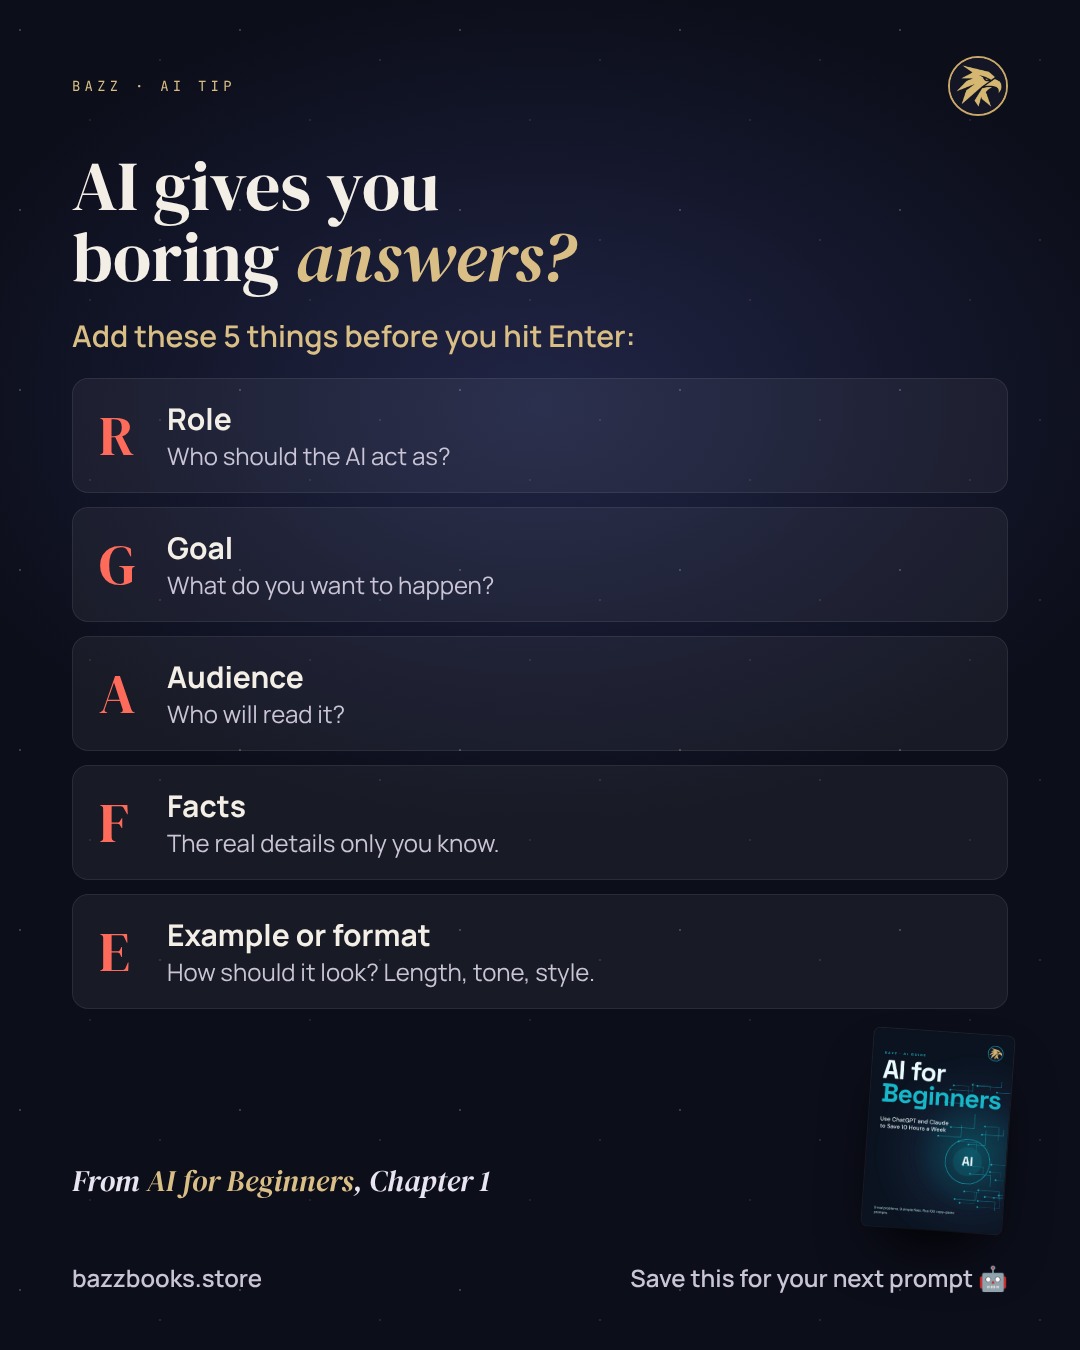 BAZZ · AI TIP
AI gives you
boring answers?
Add these 5 things before you hit Enter:
R
Role
Who should the AI act as?
G
Goal
What do you want to happen?
A
Audience
Who will read it?
F
Facts
The real details only you know.
E
Example or format
How should it look? Length, tone, style.
AI for
Beginners
Use ChatGPT and Claude
to Save 10 Hours a Week
AI
From AI for Beginners, Chapter 1
bazzbooks.store
Save this for your next prompt 🤖